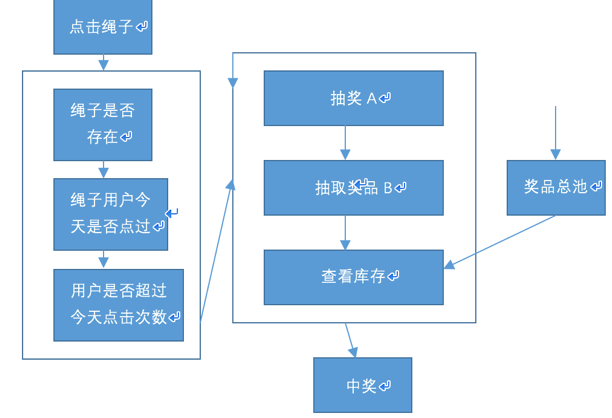 点击绳子
绳子是否
存在
绳子用户今
天是否点过
用户是否超过
今天点击次数
抽奖 A
抽取奖品 B
查看库存
奖品总池
中奖